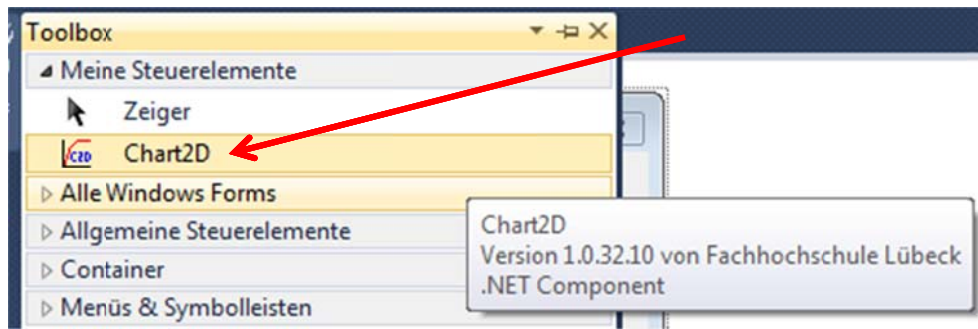 Toolbox
Meine Steuerelemente
Zeiger
C2D
Chart2D
Alle Windows Forms
Allgemeine Steuerelemente
Container
Menüs & Symbolleisten
Chart2D
Version 1.0.32.10 von Fachhochschule Lübeck
.NET Component